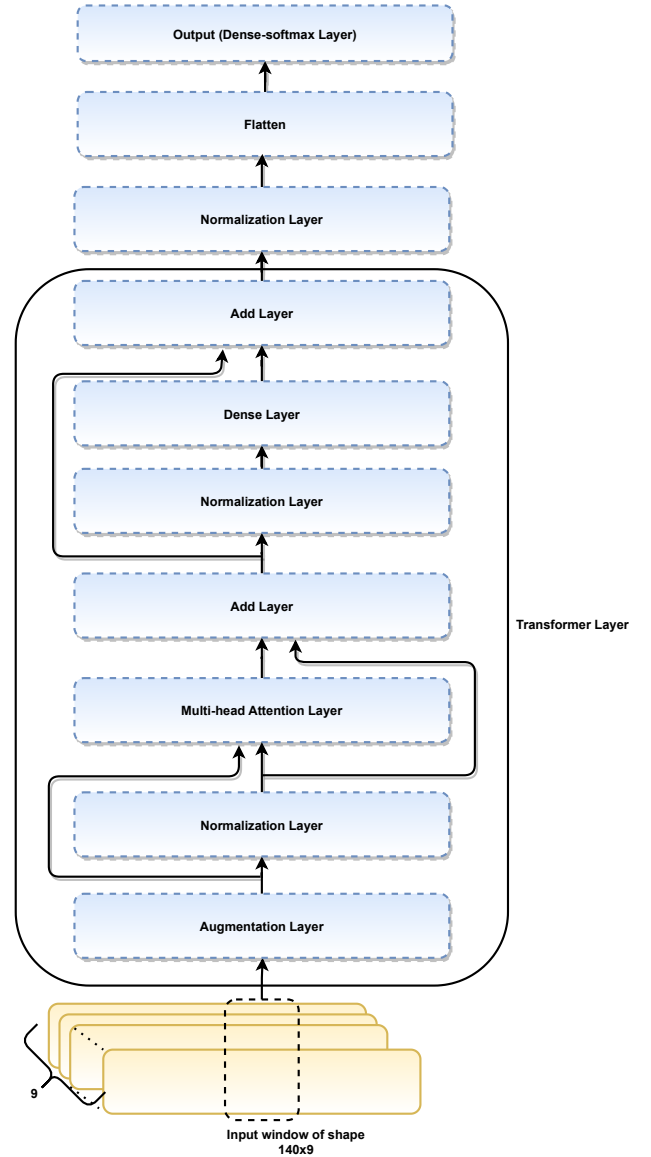 Output (Dense-softmax Layer)
Flatten
Normalization Layer
Add Layer
Dense Layer
Normalization Layer
Add Layer
Transformer Layer
Multi-head Attention Layer
Normalization Layer
Augmentation Layer
9
Input window of shape
140x9